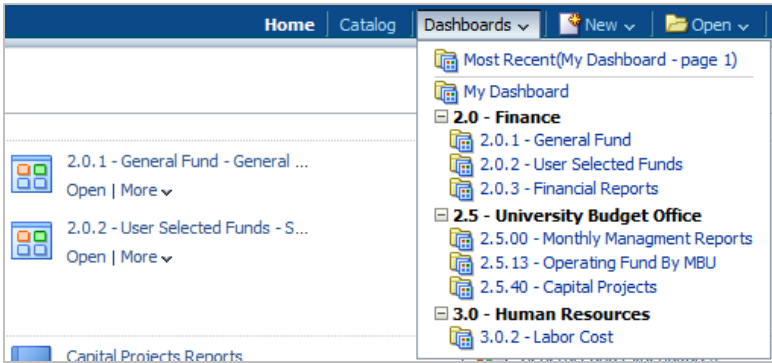 Home Catalog Dashboards New Open
Most Recent(My Dashboard - page 1)
My Dashboard
2.0 - Finance
2.0.1 - General Fund
2.0.2 - User Selected Funds
2.0.3 - Financial Reports
2.5 - University Budget Office
2.5.00 - Monthly Managment Reports
2.5.13 - Operating Fund By MBU
2.5.40 - Capital Projects
3.0 - Human Resources
3.0.2 - Labor Cost
2.0.1 - General Fund - General ...
Open | More
2.0.2 - User Selected Funds - S...
Open | More
Capital Projects Reports